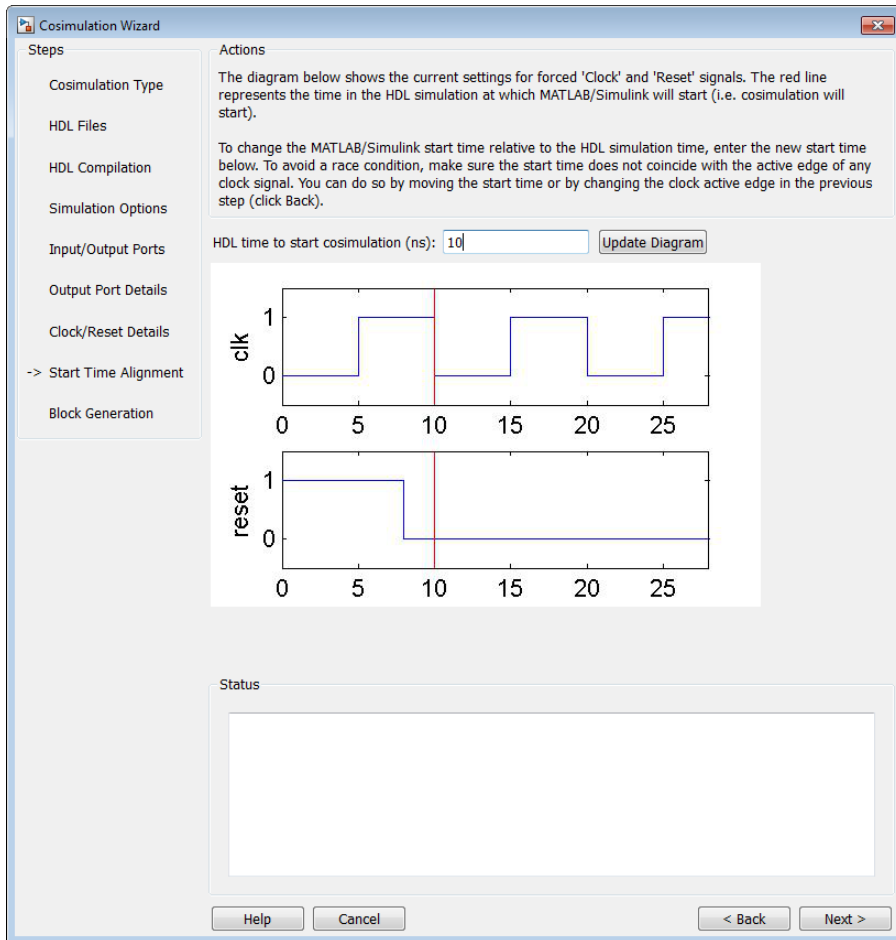 Cosimulation Wizard
Steps
Cosimulation Type
HDL Files
HDL Compilation
Simulation Options
Input/Output Ports
Output Port Details
Clock/Reset Details
-> Start Time Alignment
Block Generation
Actions
The diagram below shows the current settings for forced 'Clock' and 'Reset' signals. The red line
represents the time in the HDL simulation at which MATLAB/Simulink will start (i.e. cosimulation will
start).
To change the MATLAB/Simulink start time relative to the HDL simulation time, enter the new start time
below. To avoid a race condition, make sure the start time does not coincide with the active edge of any
clock signal. You can do so by moving the start time or by changing the clock active edge in the previous
step (click Back).
HDL time to start cosimulation (ns): 10 Update Diagram
clk
1
0
0 5 10 15 20 25
reset
1
0
0 5 10 15 20 25
Status
Help Cancel < Back Next >